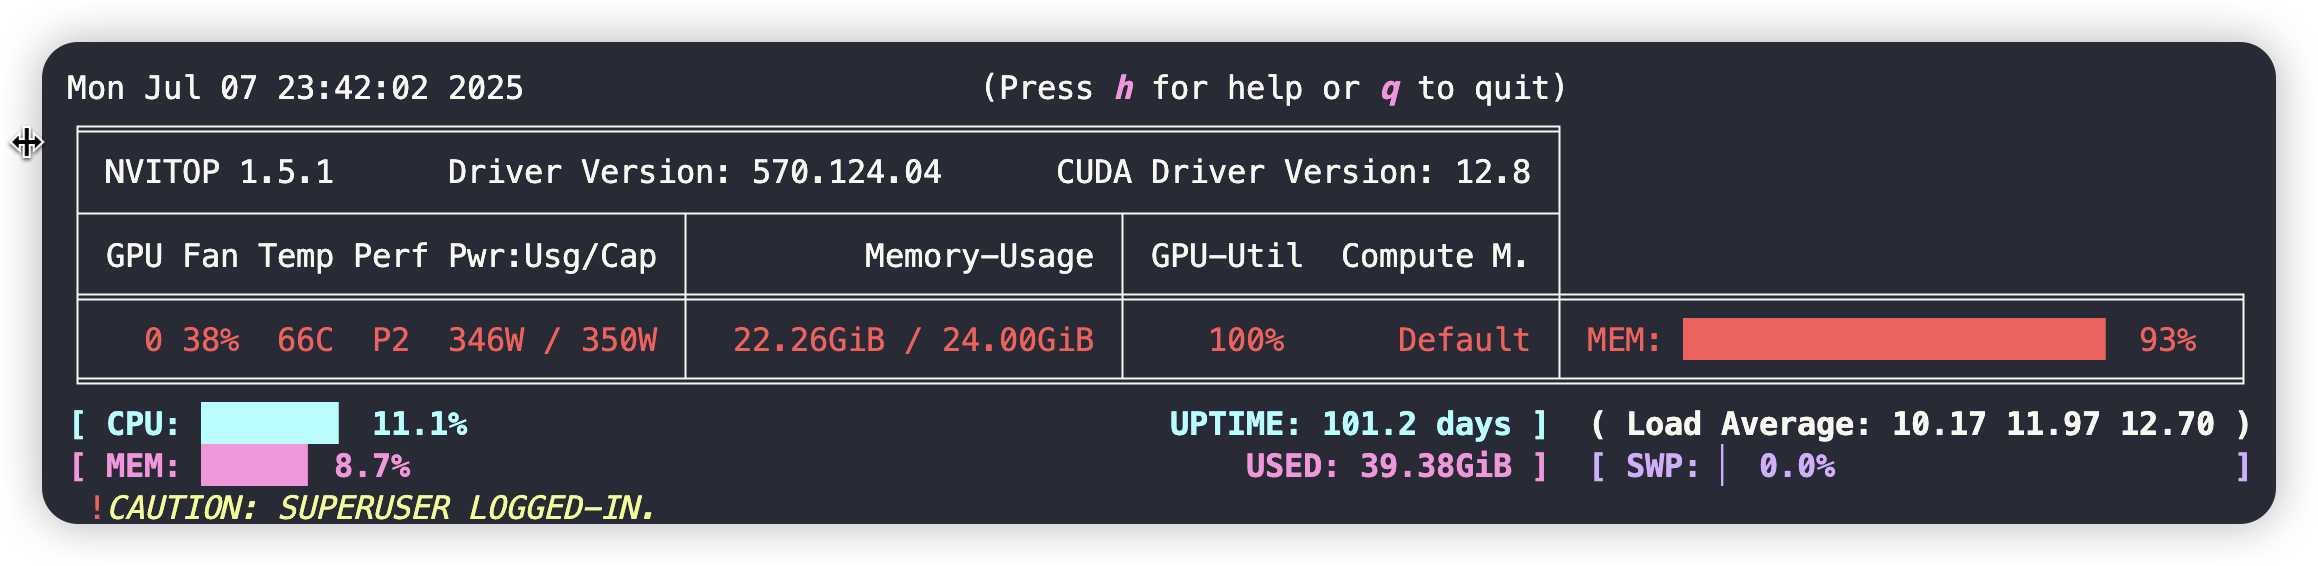 Mon Jul 07 23:42:02 2025 (Press h for help or q to quit)
NVITOP 1.5.1 Driver Version: 570.124.04 CUDA Driver Version: 12.8
GPU Fan Temp Perf Pwr:Usg/Cap Memory-Usage GPU-Util Compute M.
0 38% 66C P2 346W / 350W 22.26GiB / 24.00GiB 100% Default MEM: 93%
[ CPU: 11.1% UPTIME: 101.2 days ] ( Load Average: 10.17 11.97 12.70 )
[ MEM: 8.7% USED: 39.38GiB ] [ SWP: 0.0% ]
!CAUTION: SUPERUSER LOGGED-IN.